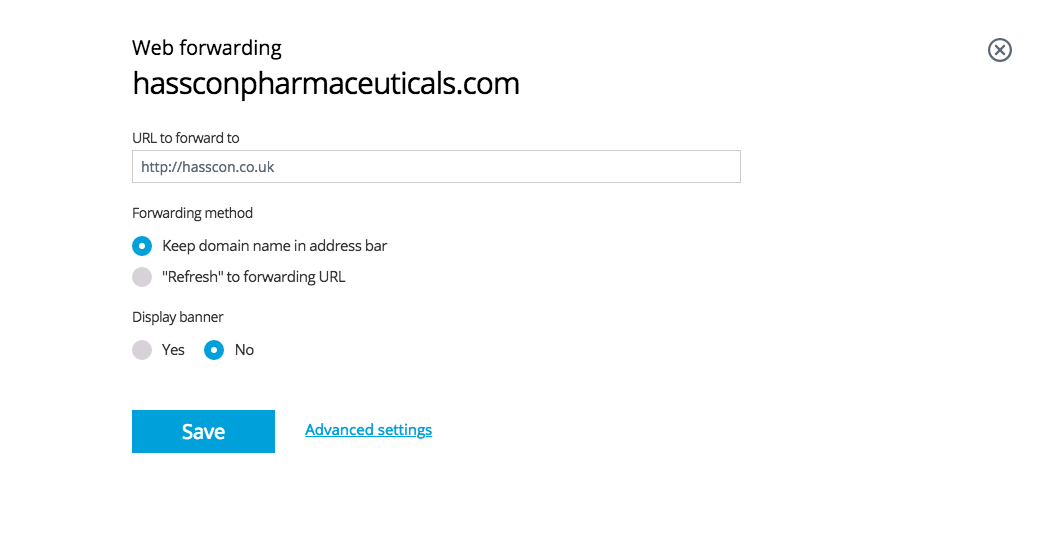 Web forwarding
hassconpharmaceuticals.com
URL to forward to
http://hasscon.co.uk
Forwarding method
Keep domain name in address bar
"Refresh" to forwarding URL
Display banner
Yes No
Save Advanced settings